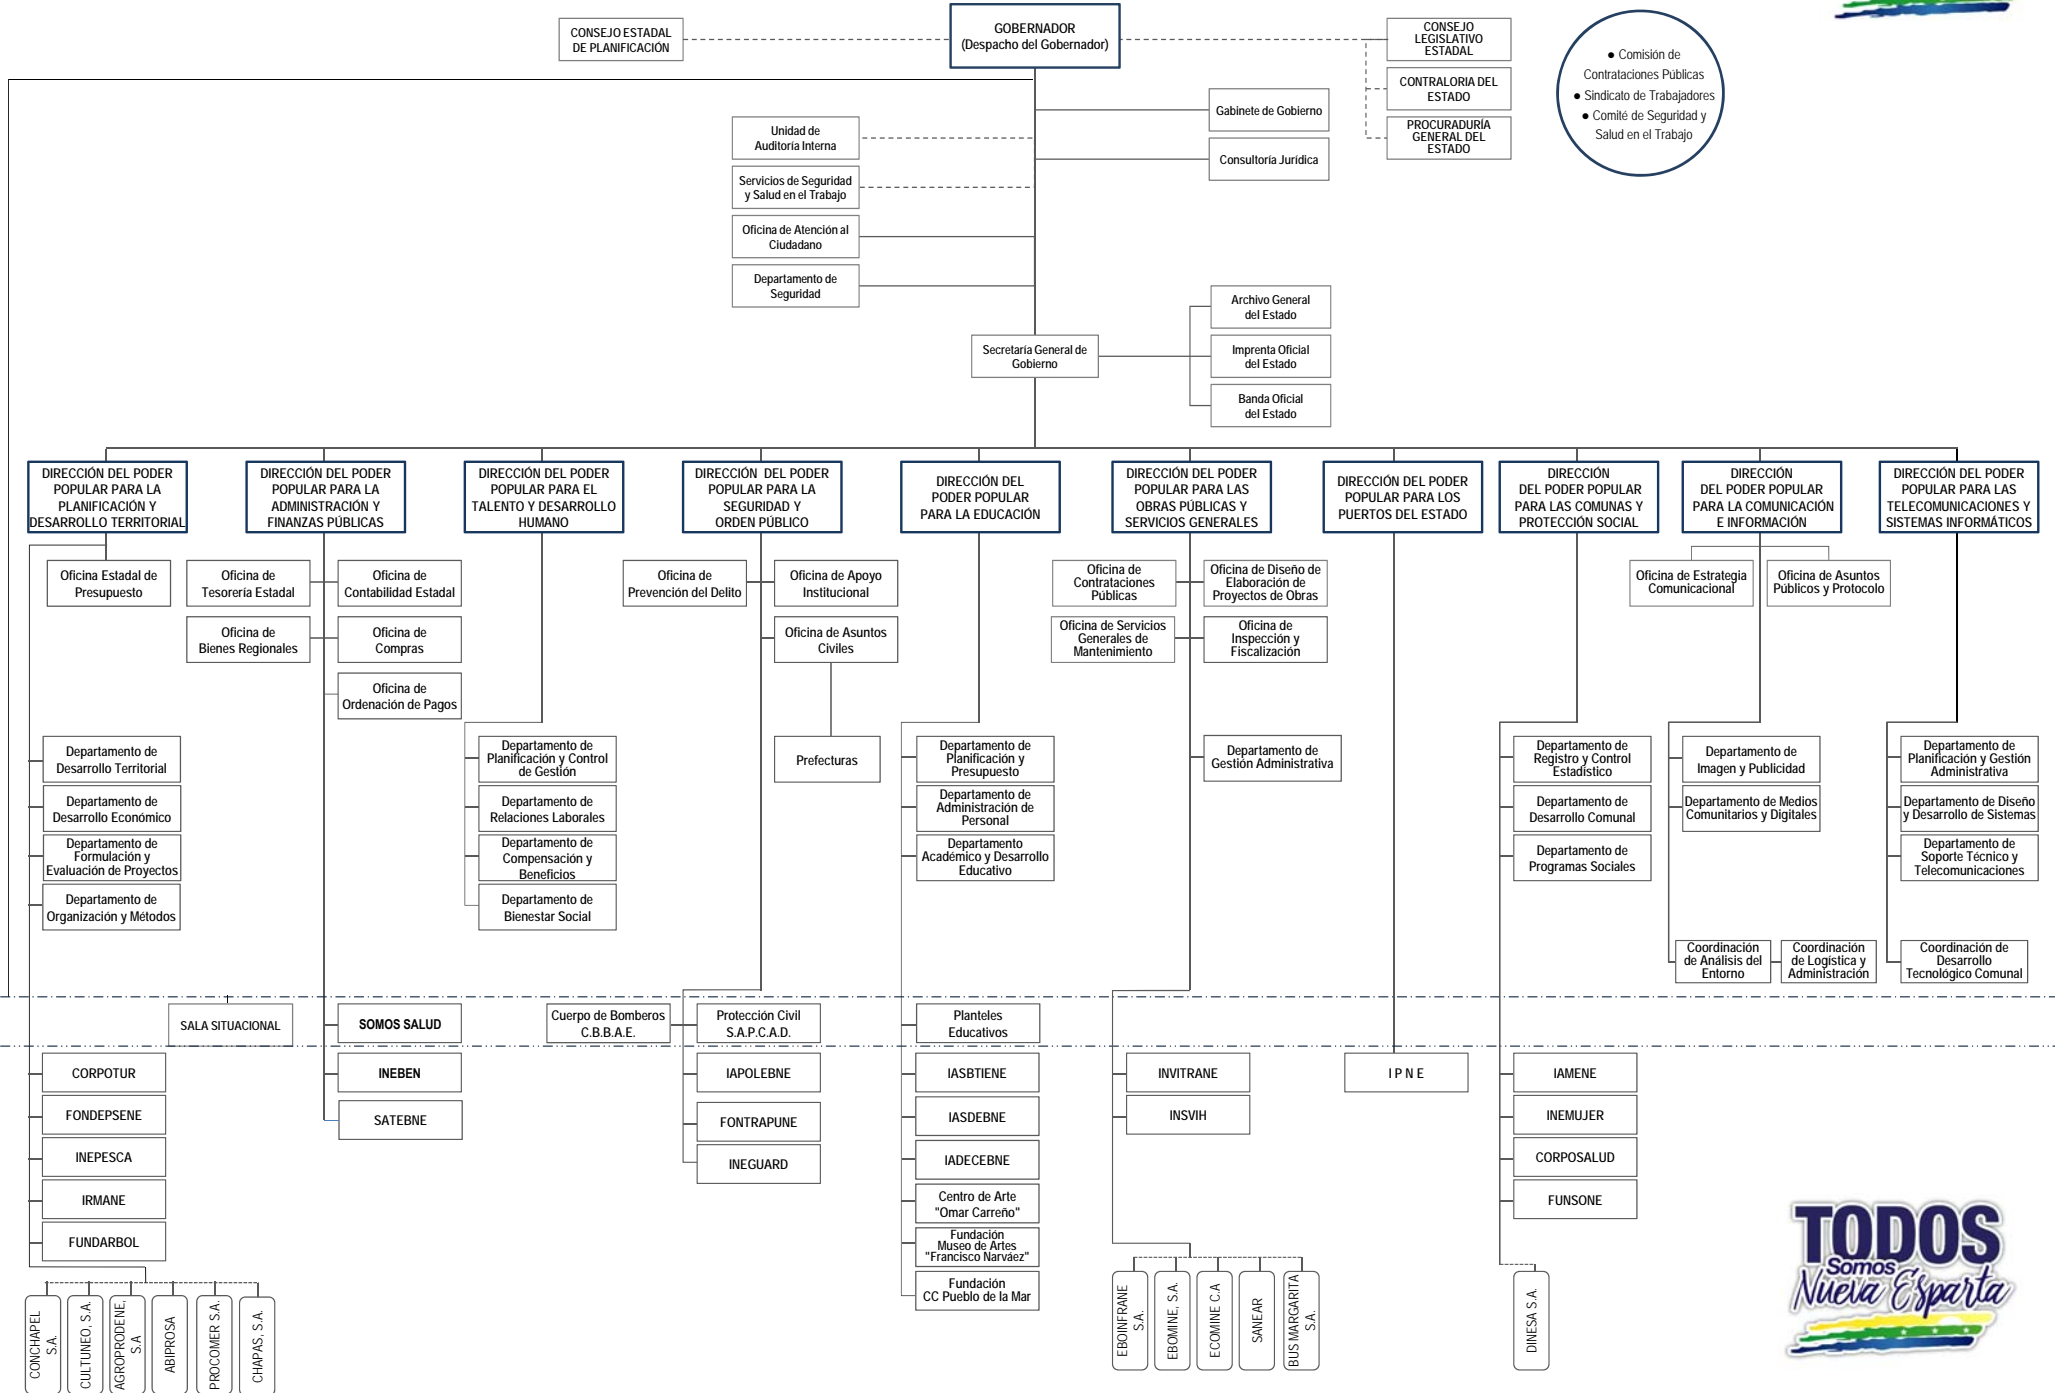 CONSEJO ESTADAL
DE PLANIFICACIÓN
GOBERNADOR
(Despacho del Gobernador)
CONSEJO
LEGISLATIVO
ESTADAL
CONTRALORIA DEL
ESTADO
PROCURADURÍA
GENERAL DEL
ESTADO
● Comisión de
Contrataciones Públicas
● Sindicato de Trabajadores
● Comité de Seguridad y
Salud en el Trabajo
Gabinete de Gobierno
Consultoría Jurídica
Unidad de
Auditoría Interna
Servicios de Seguridad
y Salud en el Trabajo
Oficina de Atención al
Ciudadano
Departamento de
Seguridad
Secretaría General de
Gobierno
Archivo General
del Estado
Imprenta Oficial
del Estado
Banda Oficial
del Estado
DIRECCIÓN DEL PODER
POPULAR PARA LA
PLANIFICACIÓN Y
DESARROLLO TERRITORIAL
DIRECCIÓN DEL PODER
POPULAR PARA LA
ADMINISTRACIÓN Y
FINANZAS PÚBLICAS
DIRECCIÓN DEL PODER
POPULAR PARA EL
TALENTO Y DESARROLLO
HUMANO
DIRECCIÓN DEL PODER
POPULAR PARA LA
SEGURIDAD Y
ORDEN PÚBLICO
DIRECCIÓN DEL
PODER POPULAR
PARA LA EDUCACIÓN
DIRECCIÓN DEL PODER
POPULAR PARA LAS
OBRAS PÚBLICAS Y
SERVICIOS GENERALES
DIRECCIÓN DEL PODER
POPULAR PARA LOS
PUERTOS DEL ESTADO
DIRECCIÓN
DEL PODER POPULAR
PARA LAS COMUNAS Y
PROTECCIÓN SOCIAL
DIRECCIÓN
DEL PODER POPULAR
PARA LA COMUNICACIÓN
E INFORMACIÓN
DIRECCIÓN DEL PODER
POPULAR PARA LAS
TELECOMUNICACIONES Y
SISTEMAS INFORMÁTICOS
Oficina Estadal de
Presupuesto
Oficina de
Tesorería Estadal
Oficina de
Contabilidad Estadal
Oficina de
Bienes Regionales
Oficina de
Compras
Oficina de
Ordenación de Pagos
Oficina de
Prevención del Delito
Oficina de Apoyo
Institucional
Oficina de Asuntos
Civiles
Prefecturas
Oficina de
Contrataciones
Públicas
Oficina de Diseño de
Elaboración de
Proyectos de Obras
Oficina de Servicios
Generales de
Mantenimiento
Oficina de
Inspección y
Fiscalización
Oficina de Estrategia
Comunicacional
Oficina de Asuntos
Públicos y Protocolo
Departamento de
Desarrollo Territorial
Departamento de
Desarrollo Económico
Departamento de
Formulación y
Evaluación de Proyectos
Departamento de
Organización y Métodos
Departamento de
Planificación y Control
de Gestión
Departamento de
Relaciones Laborales
Departamento de
Compensación y
Beneficios
Departamento de
Bienestar Social
Departamento de
Planificación y
Presupuesto
Departamento de
Administración de
Personal
Departamento
Académico y Desarrollo
Educativo
Departamento de
Gestión Administrativa
Departamento de
Registro y Control
Estadístico
Departamento de
Desarrollo Comunal
Departamento de
Programas Sociales
Departamento de
Imagen y Publicidad
Departamento de Medios
Comunitarios y Digitales
Departamento de
Planificación y Gestión
Administrativa
Departamento de Diseño
y Desarrollo de Sistemas
Departamento de
Soporte Técnico y
Telecomunicaciones
Coordinación
de Análisis del
Entorno
Coordinación
de Logística y
Administración
Coordinación de
Desarrollo
Tecnológico Comunal
SALA SITUACIONAL
SOMOS SALUD
Cuerpo de Bomberos
C.B.B.A.E.
Protección Civil
S.A.P.C.A.D.
Planteles
Educativos
CORPOTUR
FONDEPSENE
INEPESCA
IRMANE
FUNDARBOL
INEBEN
SATEBNE
IAPOLEBNE
FONTRAPUNE
INEGUARD
IASBTIENE
IASDEBNE
IADECEBNE
Centro de Arte
"Omar Carreño"
Fundación
Museo de Artes
"Francisco Narváez"
Fundación
CC Pueblo de la Mar
INVITRANE
INSVIH
I P N E
IAMENE
INEMUJER
CORPOSALUD
FUNSONE
CONCHAPEL
S.A.
CULTUNEO, S.A.
AGROPRODENE,
S.A
ABIPROSA
PROCOMER S.A.
CHAPAS, S.A.
EBOINFRANE
S.A.
EBOMINE, S.A.
ECOMINE C.A
SANEAR
BUS MARGARITA
S.A.
DINESA S.A.
TODOS
Somos
Nueva Esparta